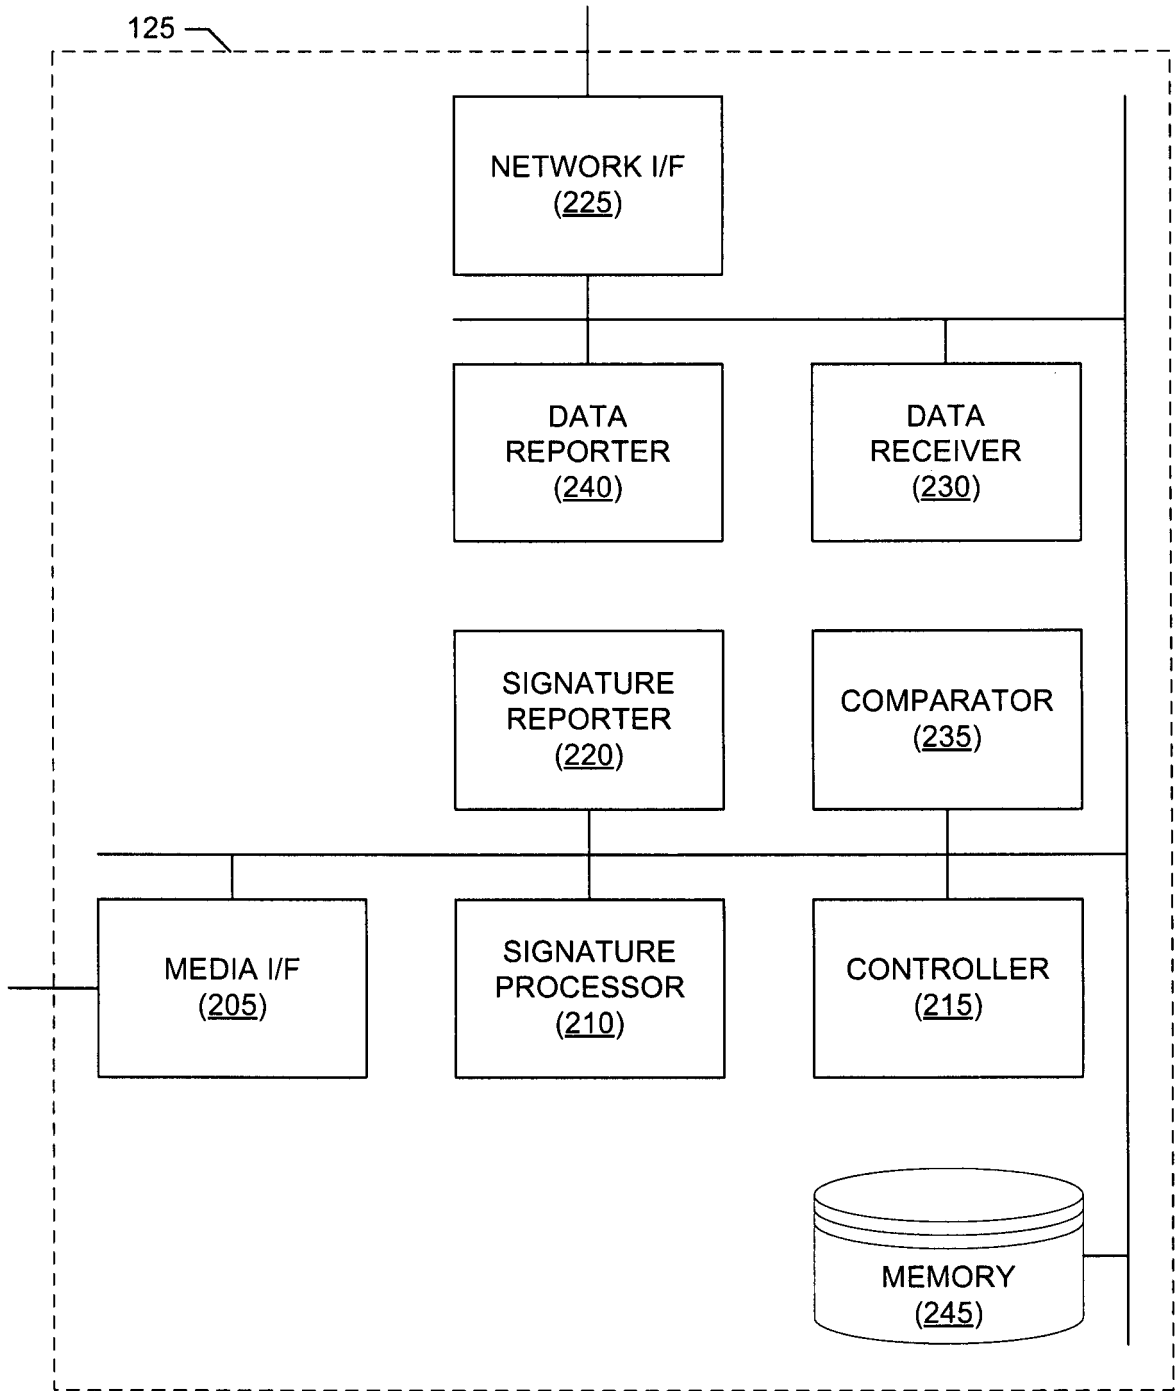 125
NETWORK I/F
(225)
DATA
REPORTER
(240)
DATA
RECEIVER
(230)
SIGNATURE
REPORTER
(220)
COMPARATOR
(235)
MEDIA I/F
(205)
SIGNATURE
PROCESSOR
(210)
CONTROLLER
(215)
MEMORY
(245)